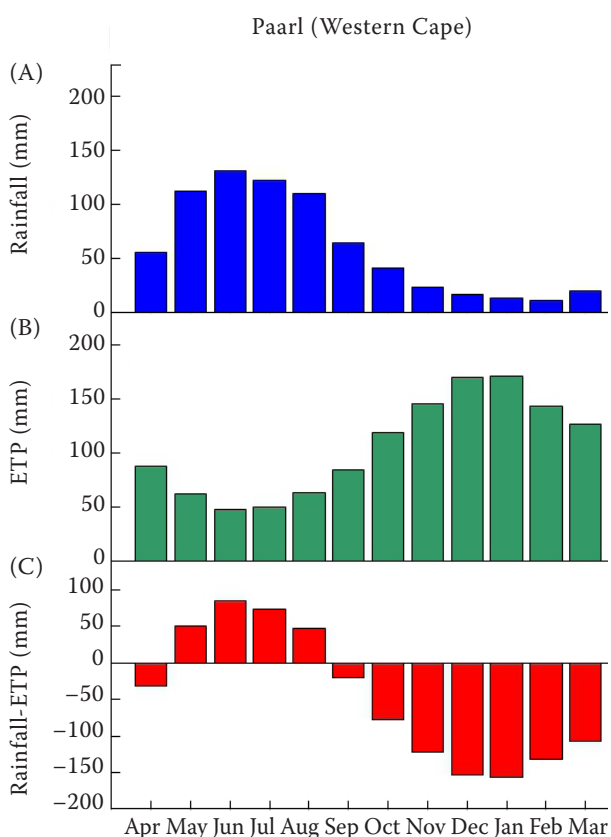 Paarl (Western Cape)
(A)
Rainfall (mm)
200
150
100
50
0
(B)
ETP (mm)
200
150
100
50
0
(C)
Rainfall-ETP (mm)
100
50
0
−50
−100
−150
−200
Apr May Jun Jul Aug Sep Oct Nov Dec Jan Feb Mar